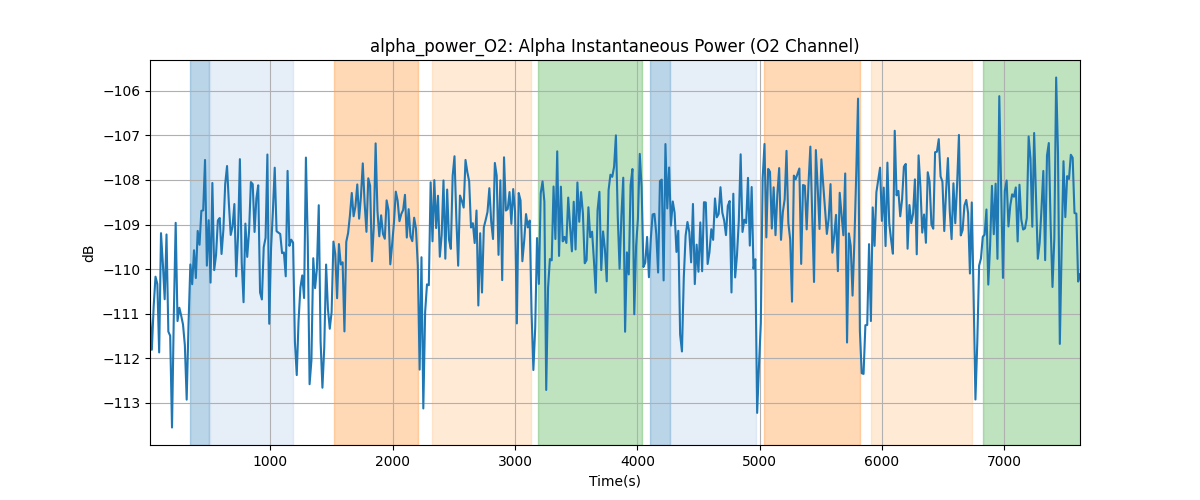 alpha_power_O2: Alpha Instantaneous Power (O2 Channel)
dB
−106
−107
−108
−109
−110
−111
−112
−113
1000 2000 3000 4000 5000 6000 7000
Time(s)